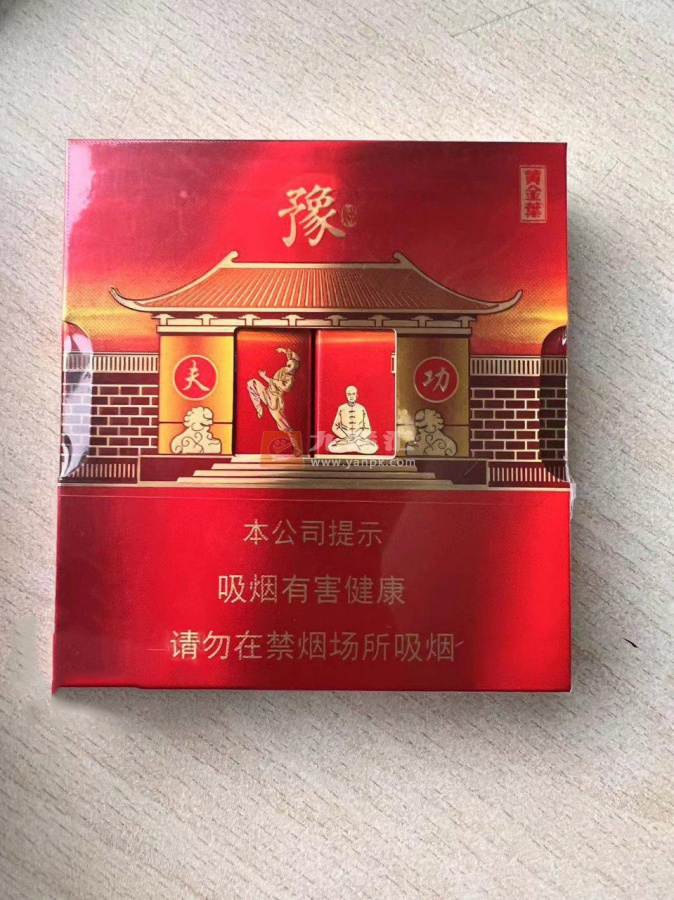 豫
黄金葉
夫 功
www.yanpk.com
本公司提示
吸烟有害健康
请勿在禁烟场所吸烟